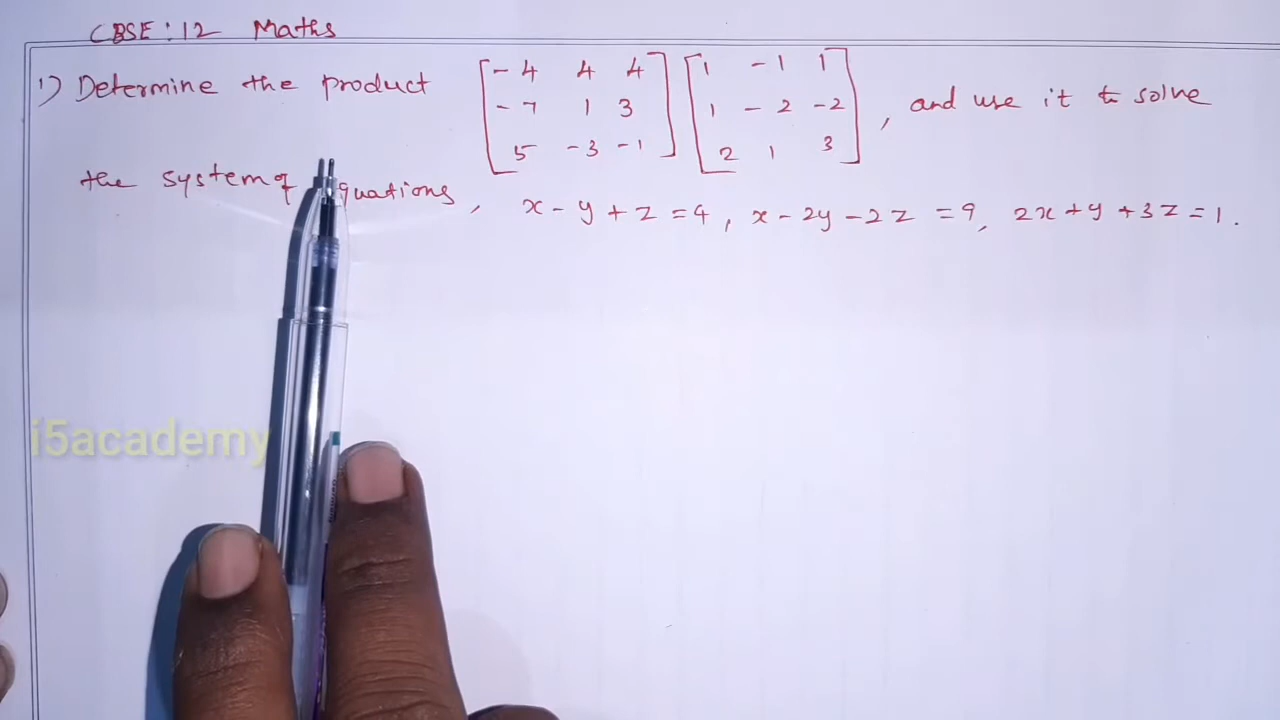 CBSE : 12 Maths
1) Determine the product [ -4 4 4 ] [ 1 -1 1 ]
[ -7 1 3 ] [ 1 -2 -2 ] , and use it to solve
[ 5 -3 -1 ] [ 2 1 3 ]
the system of quations, x - y + z = 4, x - 2y - 2z = 9, 2x + y + 3z = 1.
i5academy